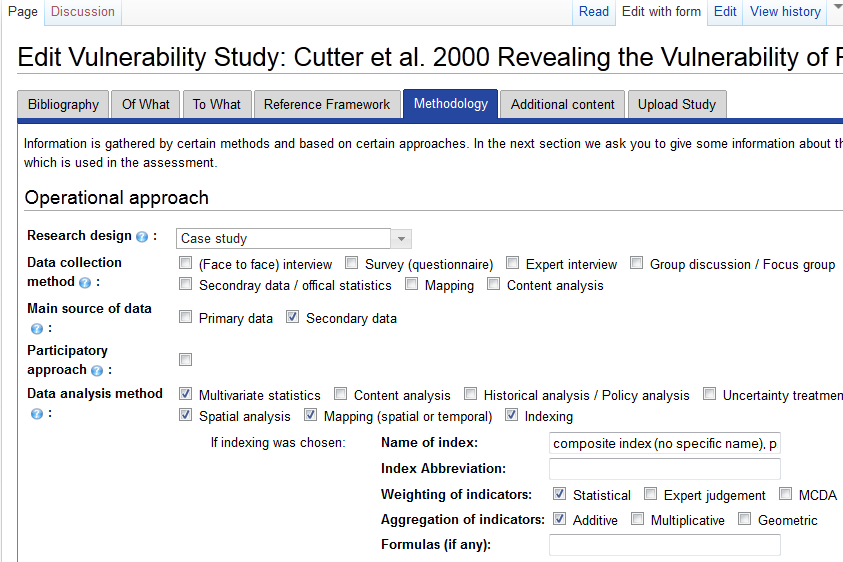 Page Discussion Read Edit with form Edit View history
Edit Vulnerability Study: Cutter et al. 2000 Revealing the Vulnerability of
Bibliography Of What To What Reference Framework Methodology Additional content Upload Study
Information is gathered by certain methods and based on certain approaches. In the next section we ask you to give some information about
which is used in the assessment.
Operational approach
Research design ? : Case study
Data collection (Face to face) interview Survey (questionnaire) Expert interview Group discussion / Focus group
method ? : Secondray data / offical statistics Mapping Content analysis
Main source of data
? : Primary data Secondary data
Participatory
approach ? :
Data analysis method Multivariate statistics Content analysis Historical analysis / Policy analysis Uncertainty treatmen
? : Spatial analysis Mapping (spatial or temporal) Indexing
If indexing was chosen: Name of index: composite index (no specific name), p
Index Abbreviation:
Weighting of indicators: Statistical Expert judgement MCDA
Aggregation of indicators: Additive Multiplicative Geometric
Formulas (if any):